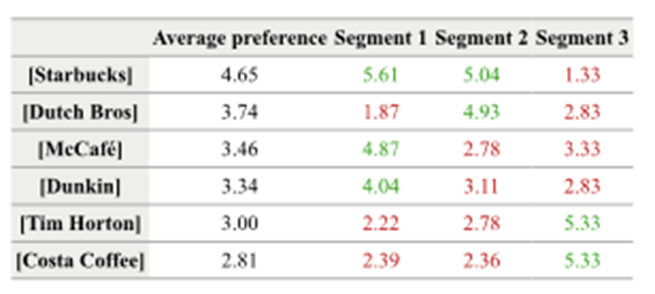 Average preference Segment 1 Segment 2 Segment 3
[Starbucks] 4.65 5.61 5.04 1.33
[Dutch Bros] 3.74 1.87 4.93 2.83
[McCafé] 3.46 4.87 2.78 3.33
[Dunkin] 3.34 4.04 3.11 2.83
[Tim Horton] 3.00 2.22 2.78 5.33
[Costa Coffee] 2.81 2.39 2.36 5.33